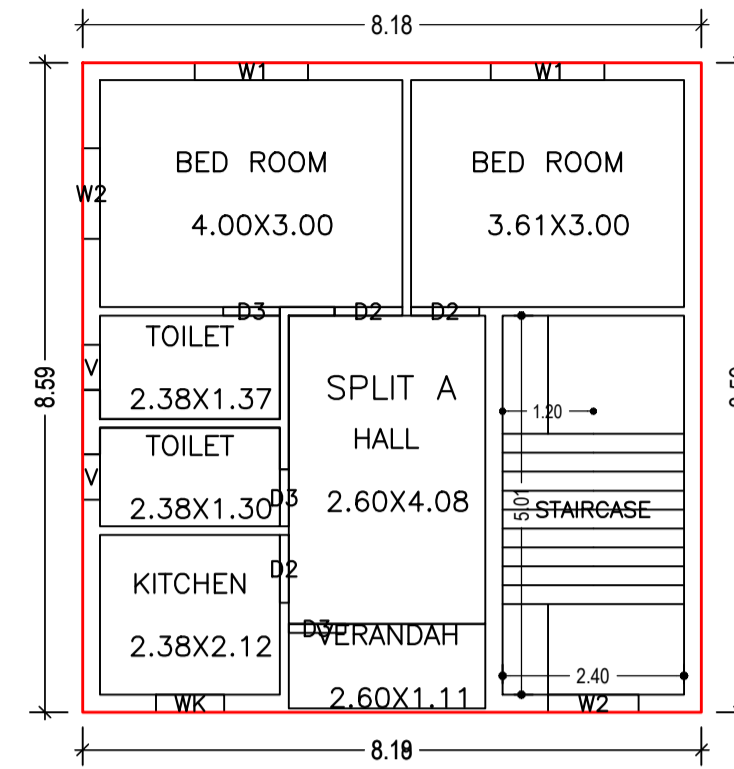 8.18
W1
W1
BED ROOM
BED ROOM
W2
4.00X3.00
3.61X3.00
D3
D2
D2
TOILET
V
8.59
2.38X1.37
SPLIT A
1.20
HALL
TOILET
V
2.38X1.30
D3
2.60X4.08
5.01
STAIRCASE
D2
KITCHEN
D3
VERANDAH
2.38X2.12
2.40
2.60X1.11
WK
W2